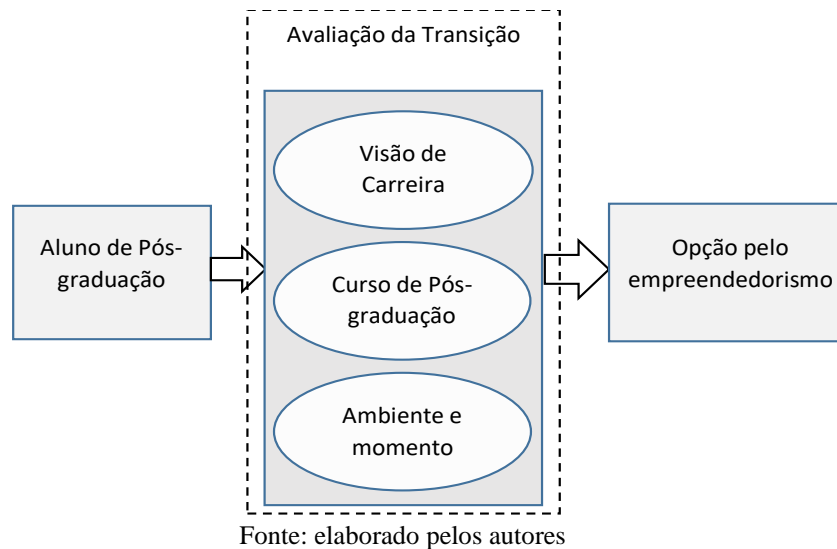 Avaliação da Transição
Visão de
Carreira
Aluno de Pós-
graduação
Curso de Pós-
graduação
Opção pelo
empreendedorismo
Ambiente e
momento
Fonte: elaborado pelos autores